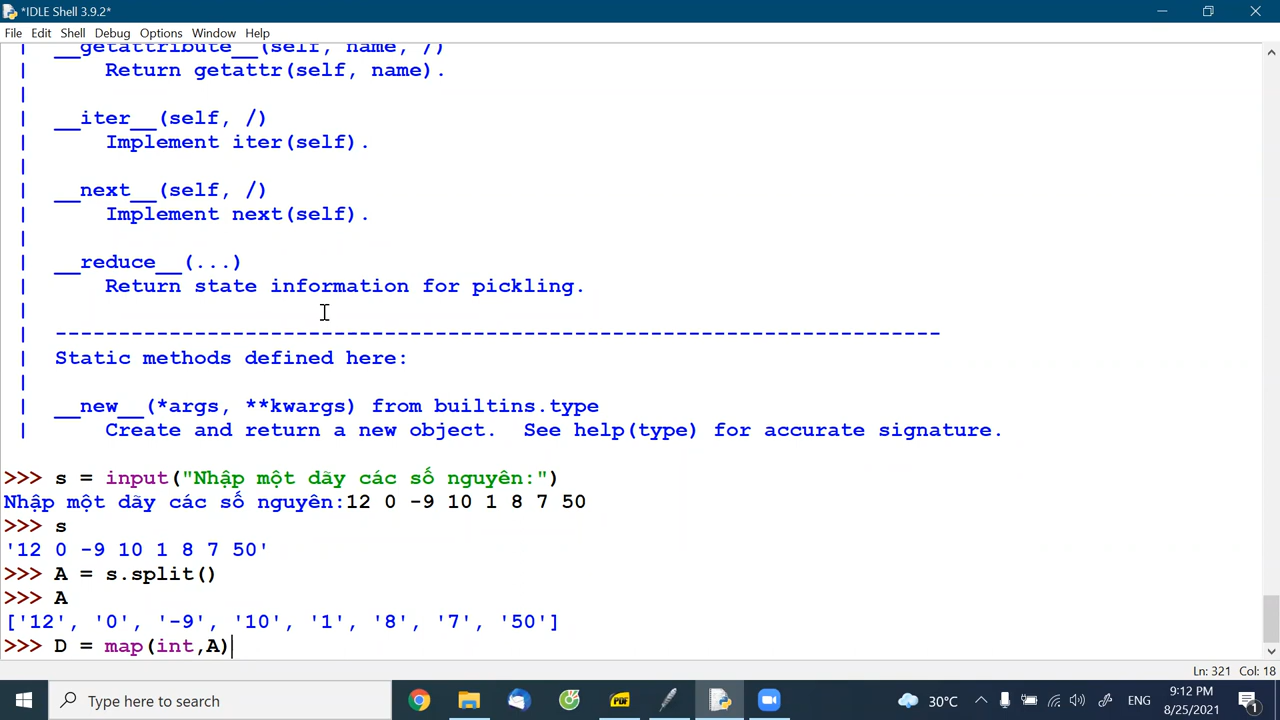 *IDLE Shell 3.9.2*
File Edit Shell Debug Options Window Help
| __getattribute__(self, name, /)
| Return getattr(self, name).
|
| __iter__(self, /)
| Implement iter(self).
|
| __next__(self, /)
| Implement next(self).
|
| __reduce__(...)
| Return state information for pickling.
|
| ----------------------------------------------------------------------
| Static methods defined here:
|
| __new__(*args, **kwargs) from builtins.type
| Create and return a new object.  See help(type) for accurate signature.
>>> s = input("Nhập một dãy các số nguyên:")
Nhập một dãy các số nguyên:12 0 -9 10 1 8 7 50
>>> s
'12 0 -9 10 1 8 7 50'
>>> A = s.split()
>>> A
['12', '0', '-9', '10', '1', '8', '7', '50']
>>> D = map(int,A)
Ln: 321 Col: 18
Type here to search
PDF
30°C
ENG
9:12 PM
8/25/2021
1